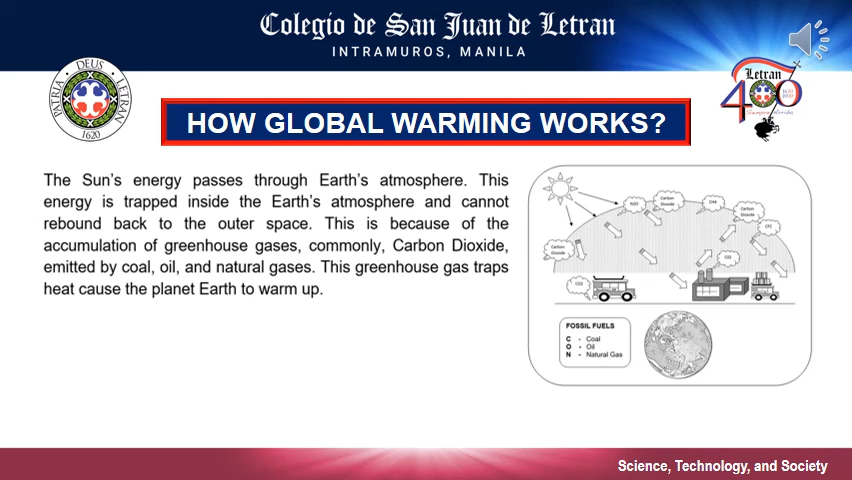 Colegio de San Juan de Letran
INTRAMUROS, MANILA
DEUS
PATRIA
LETRAN
1620
Letran
400
HOW GLOBAL WARMING WORKS?
The Sun's energy passes through Earth's atmosphere. This
energy is trapped inside the Earth's atmosphere and cannot
rebound back to the outer space. This is because of the
accumulation of greenhouse gases, commonly, Carbon Dioxide,
emitted by coal, oil, and natural gases. This greenhouse gas traps
heat cause the planet Earth to warm up.
Carbon
Dioxide
Carbon
Dioxide
Carbon
Dioxide
FOSSIL FUELS
C - Coal
O - Oil
N - Natural Gas
Science, Technology, and Society